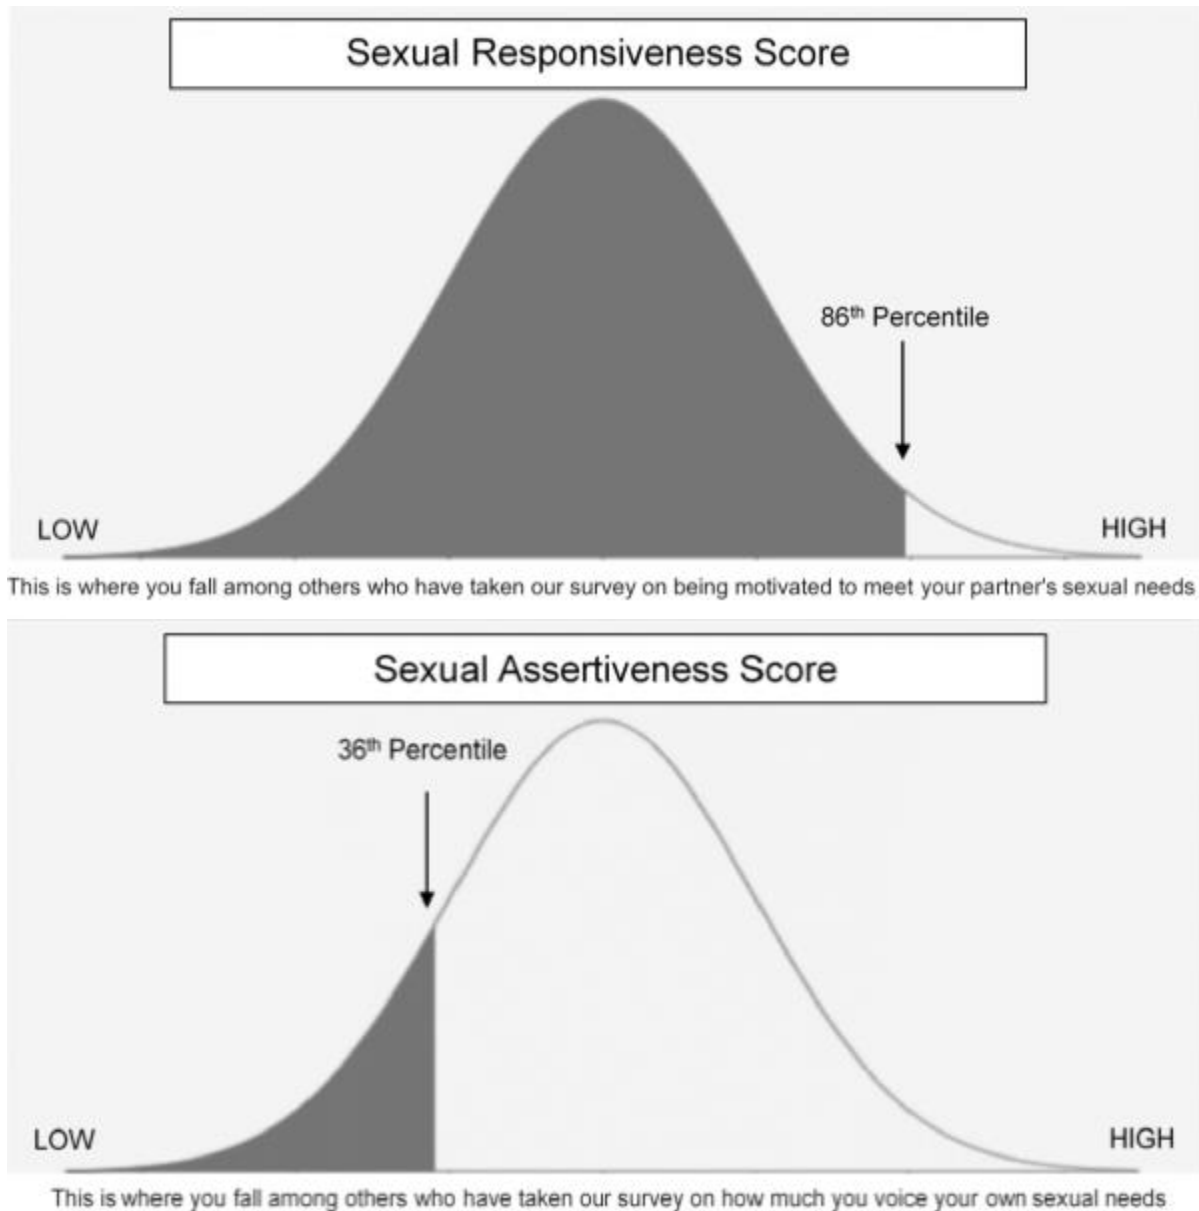 Sexual Responsiveness Score
86th Percentile
LOW
HIGH
This is where you fall among others who have taken our survey on being motivated to meet your partner's sexual needs
Sexual Assertiveness Score
36th Percentile
LOW
HIGH
This is where you fall among others who have taken our survey on how much you voice your own sexual needs